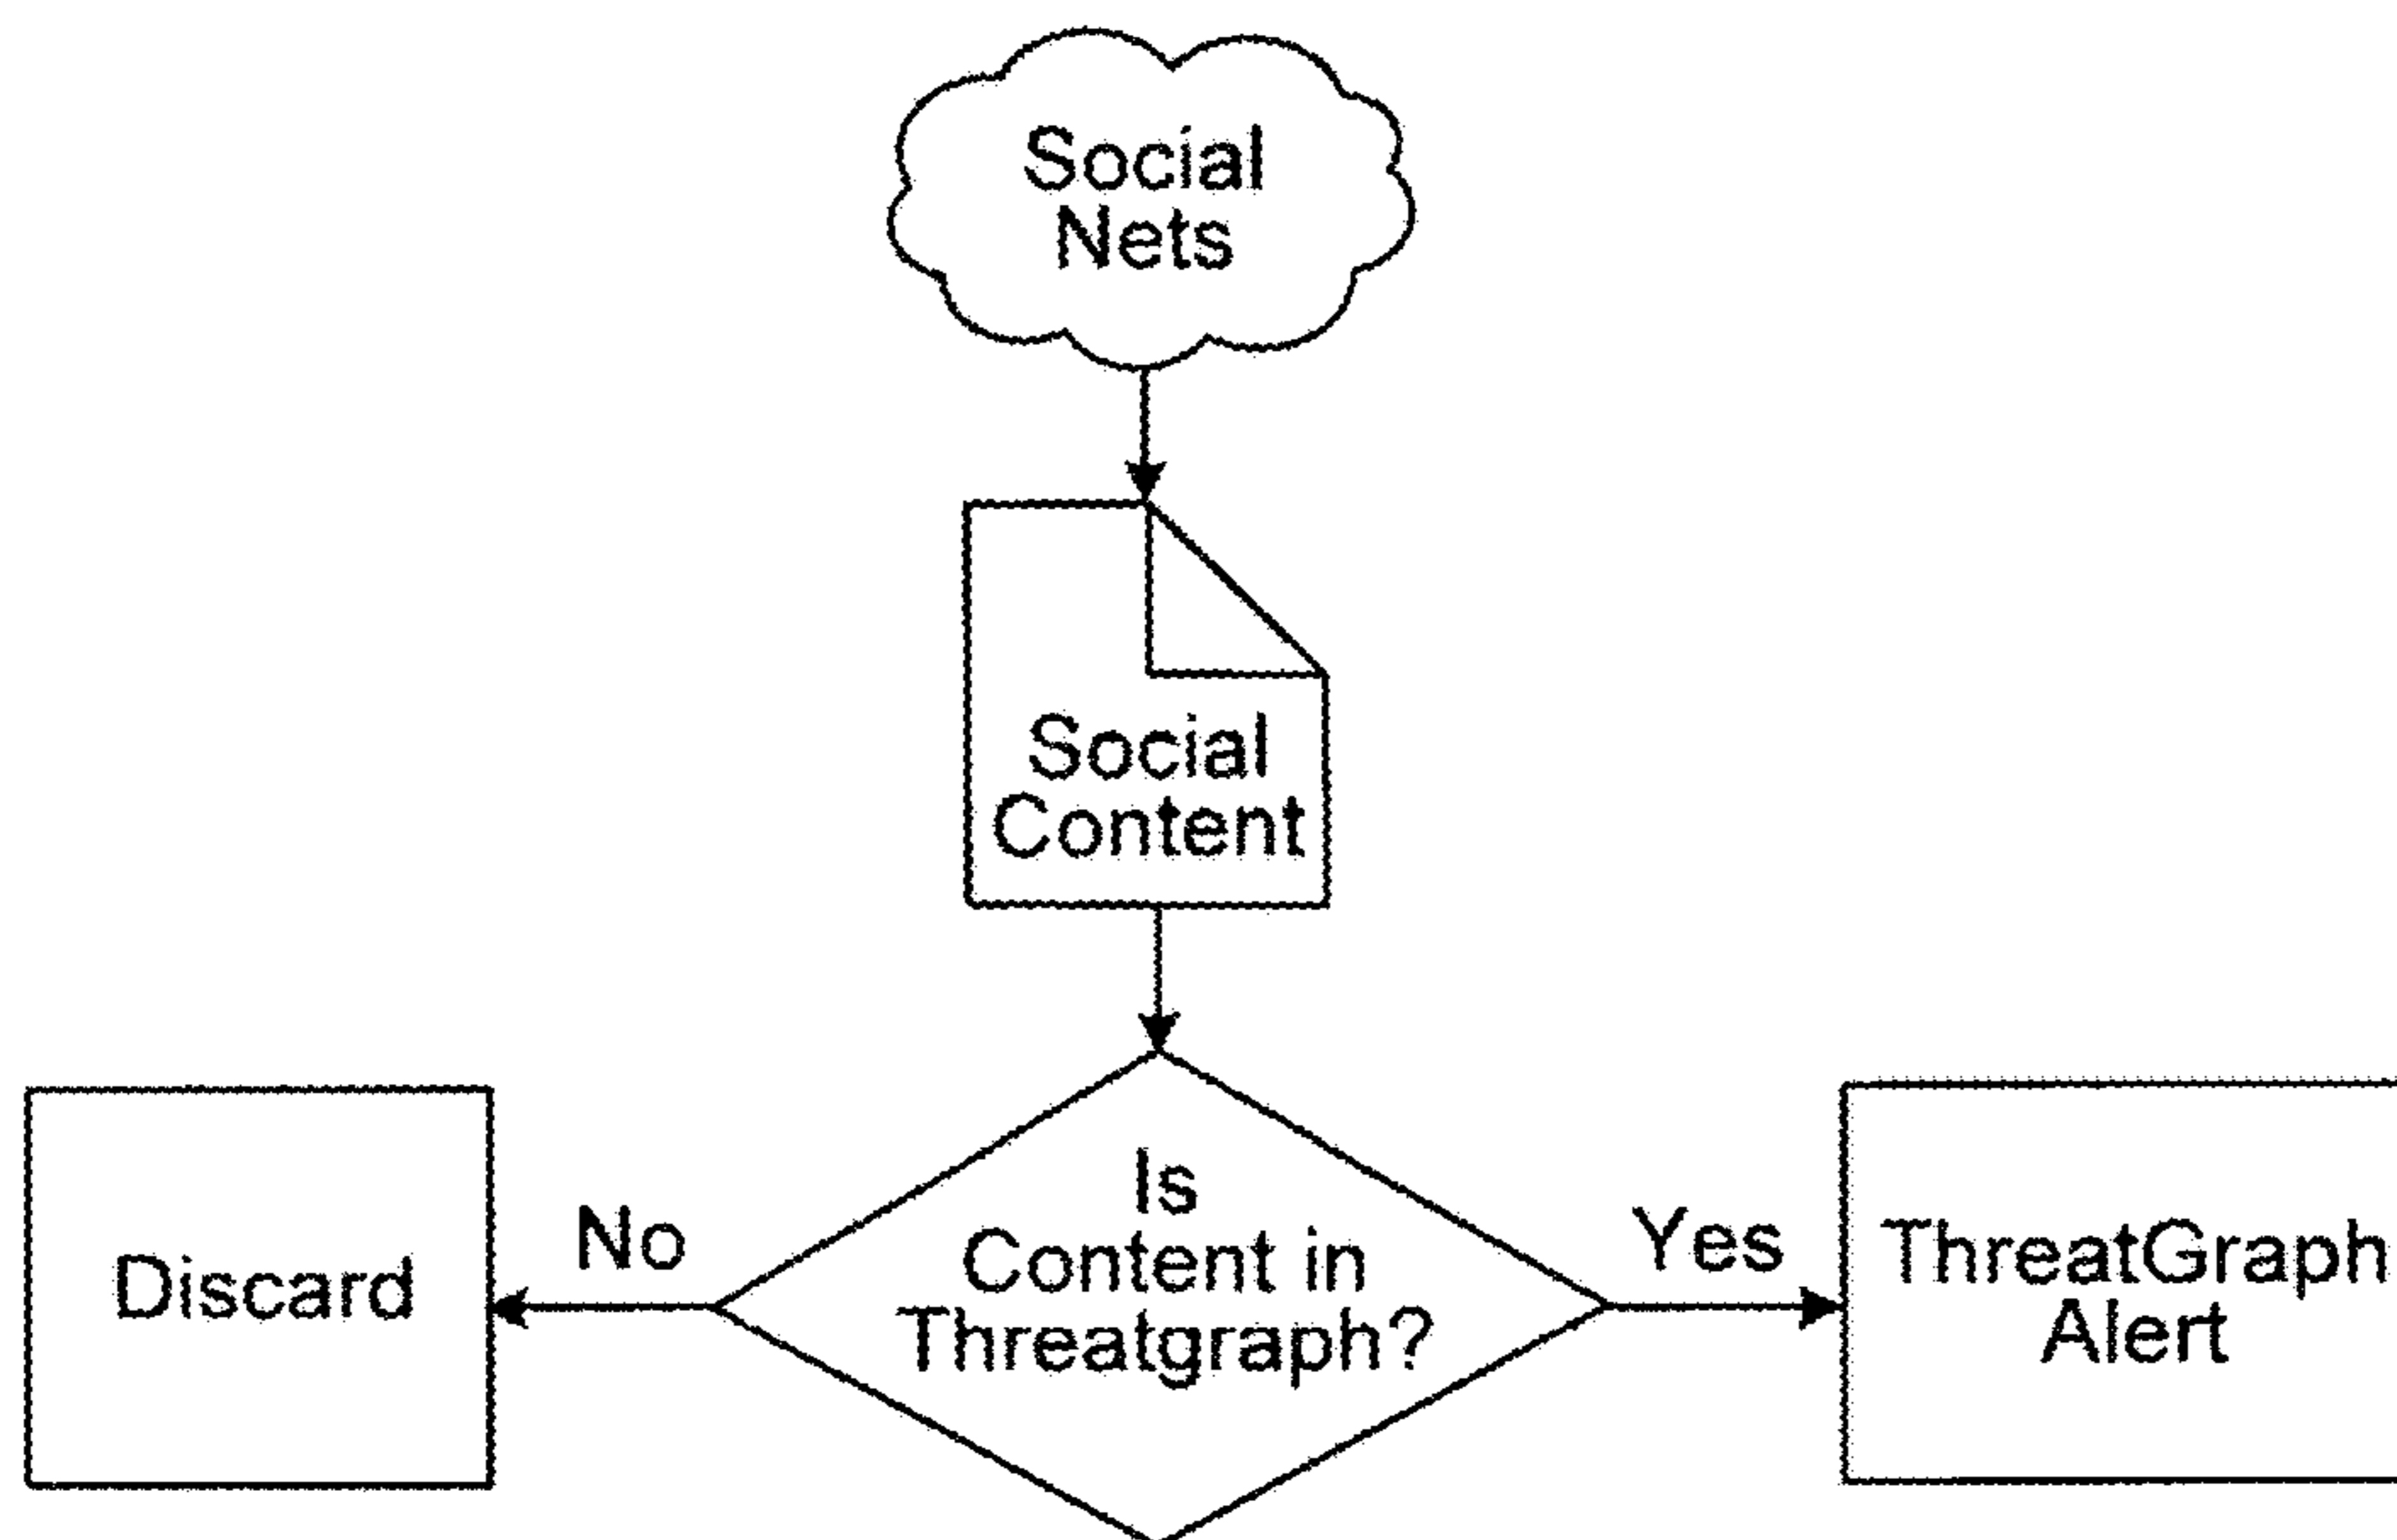 Social
Nets
Social
Content
Is
Content in
Threatgraph?
No
Discard
Yes
ThreatGraph
Alert